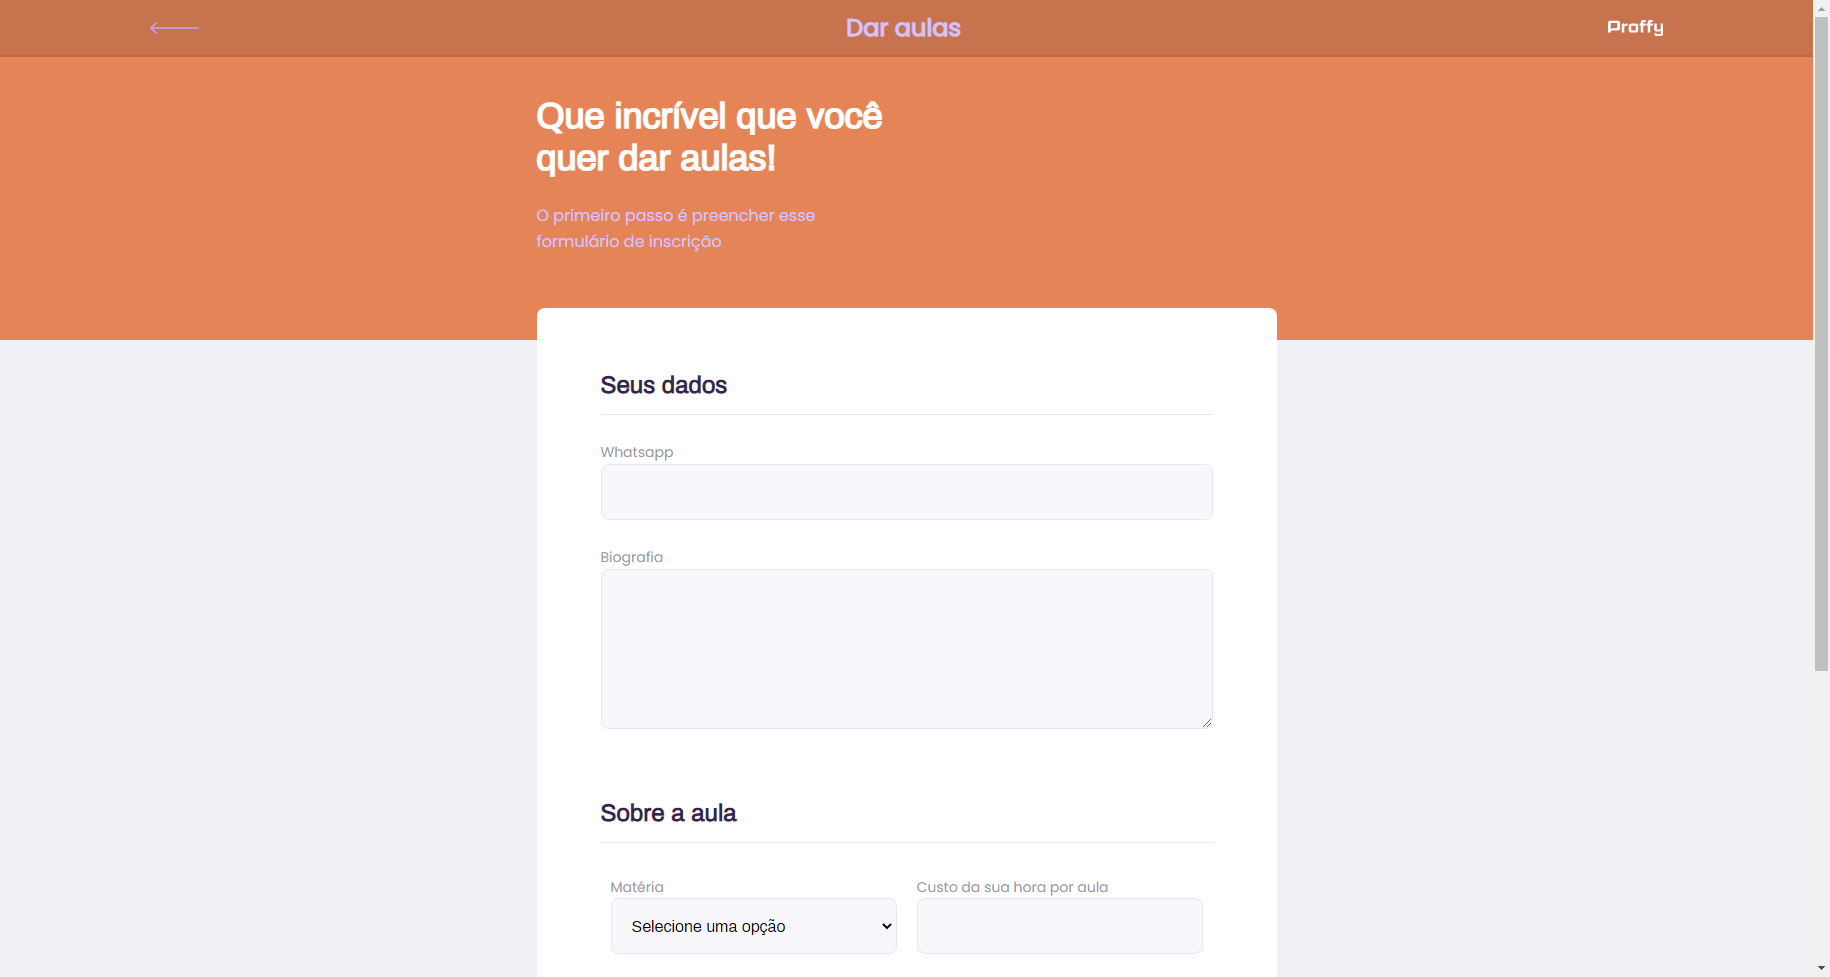 Dar aulas
Proffy
Que incrível que você
quer dar aulas!
O primeiro passo é preencher esse
formulário de inscrição
Seus dados
Whatsapp
Biografia
Sobre a aula
Matéria
Custo da sua hora por aula
Selecione uma opção